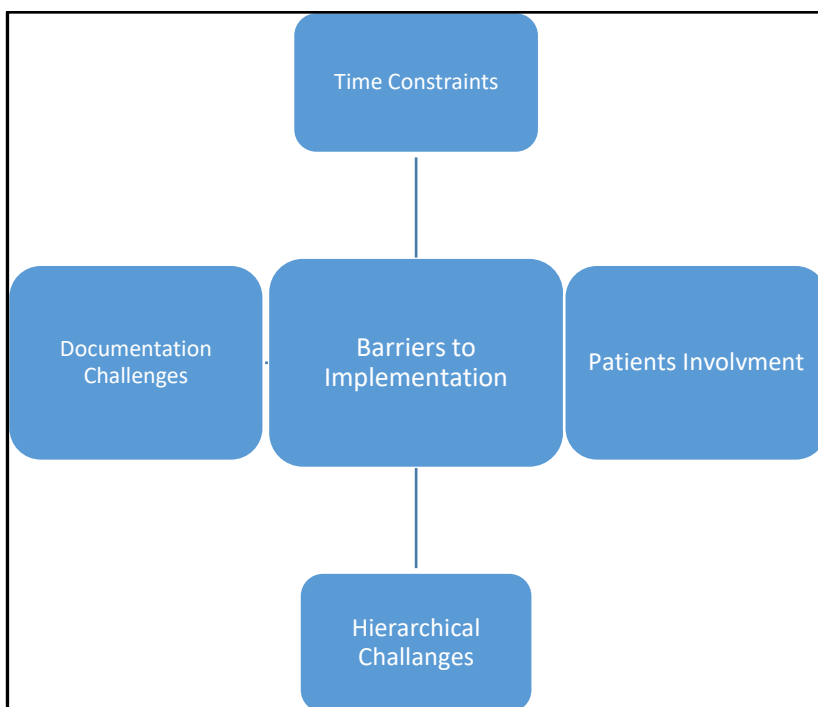 Time Constraints
Documentation
Challenges
Barriers to
Implementation
Patients Involvment
Hierarchical
Challanges